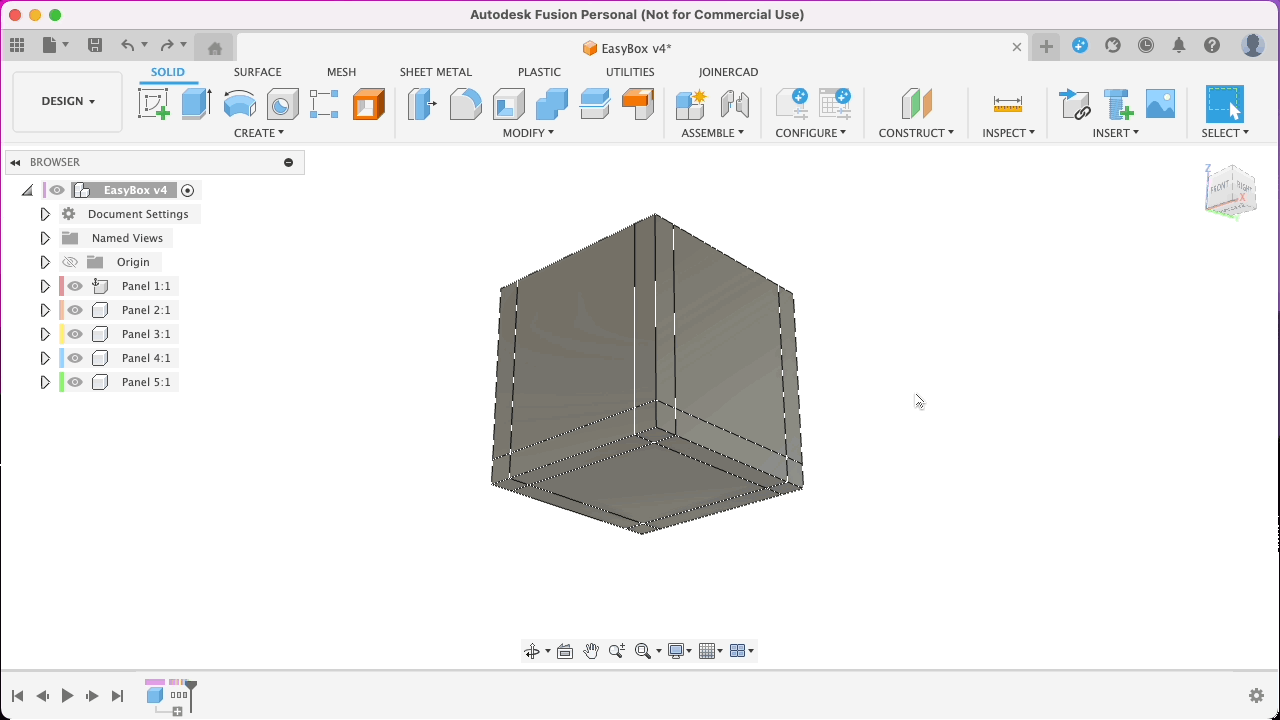 Autodesk Fusion Personal (Not for Commercial Use)
EasyBox v4*
DESIGN
SOLID
SURFACE
MESH
SHEET METAL
PLASTIC
UTILITIES
JOINERCAD
CREATE
MODIFY
ASSEMBLE
CONFIGURE
CONSTRUCT
INSPECT
INSERT
SELECT
BROWSER
EasyBox v4
Document Settings
Named Views
Origin
Panel 1:1
Panel 2:1
Panel 3:1
Panel 4:1
Panel 5:1
Z
FRONT
RIGHT
X